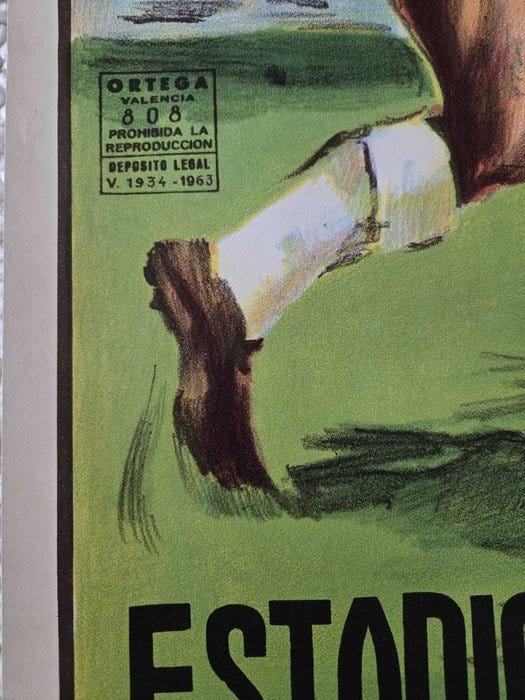 ORTEGA
VALENCIA
808
PROHIBIDA LA
REPRODUCCION
DEPOSITO LEGAL
V. 1934 - 1963
ESTADIO